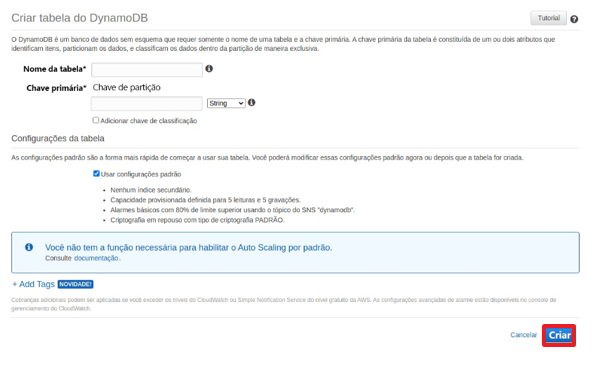 Criar tabela do DynamoDB
Tutorial
O DynamoDB é um banco de dados sem esquema que requer somente o nome de uma tabela e a chave primária. A chave primária da tabela é constituída de um ou dois atributos que
identificam itens, particionam os dados, e classificam os dados dentro da partição de maneira exclusiva.
Nome da tabela*
Chave primária* Chave de partição
String
Adicionar chave de classificação
Configurações da tabela
As configurações padrão são a forma mais rápida de começar a usar sua tabela. Você poderá modificar essas configurações padrão agora ou depois que a tabela for criada.
Usar configurações padrão
• Nenhum índice secundário.
• Capacidade provisionada definida para 5 leituras e 5 gravações.
• Alarmes básicos com 80% de limite superior usando o tópico do SNS "dynamodb".
• Criptografia em repouso com tipo de criptografia PADRÃO.
Você não tem a função necessária para habilitar o Auto Scaling por padrão.
Consulte documentação.
+ Add Tags NOVIDADE!
Cobranças adicionais podem ser aplicadas se você exceder os níveis do CloudWatch ou Simple Notification Service do nível gratuito da AWS. As configurações avançadas de alarme estão disponíveis no console de
gerenciamento do CloudWatch.
Cancelar
Criar